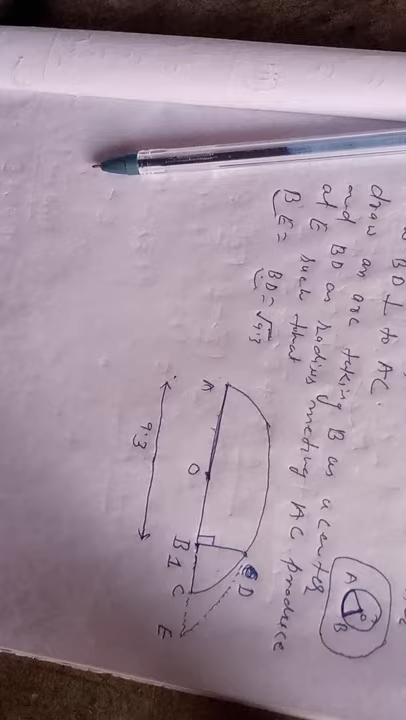 BD ⊥ to AC.
draw an arc taking B as a center
and BD as radius meeting AC produce
at E such that
BE =
BD = √9.3
A
O
B
1
C
D
E
9.3
A
O
B